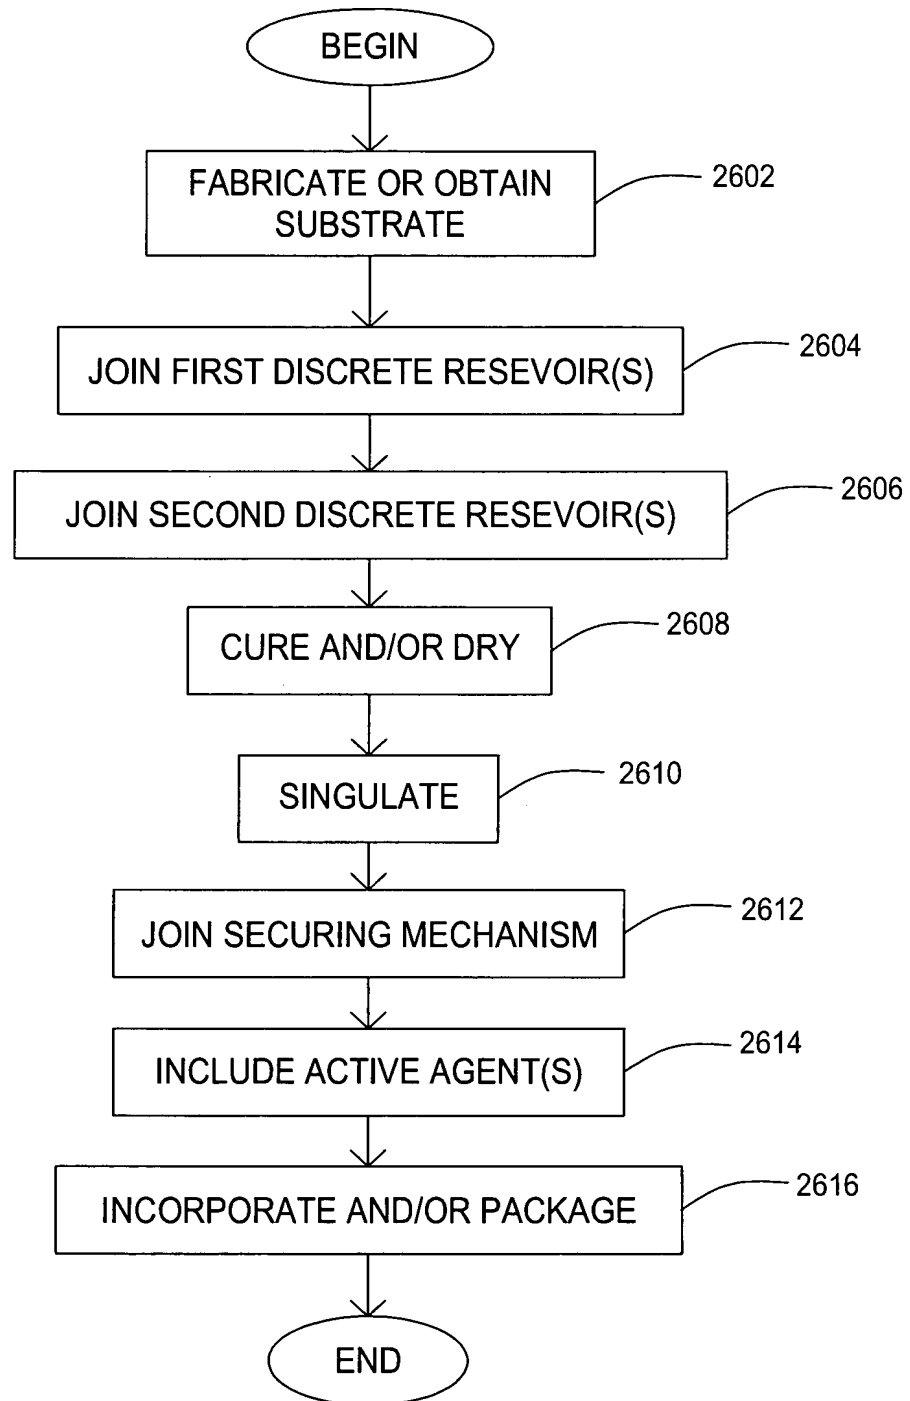 BEGIN
FABRICATE OR OBTAIN
SUBSTRATE
2602
JOIN FIRST DISCRETE RESEVOIR(S)
2604
JOIN SECOND DISCRETE RESEVOIR(S)
2606
CURE AND/OR DRY
2608
SINGULATE
2610
JOIN SECURING MECHANISM
2612
INCLUDE ACTIVE AGENT(S)
2614
INCORPORATE AND/OR PACKAGE
2616
END